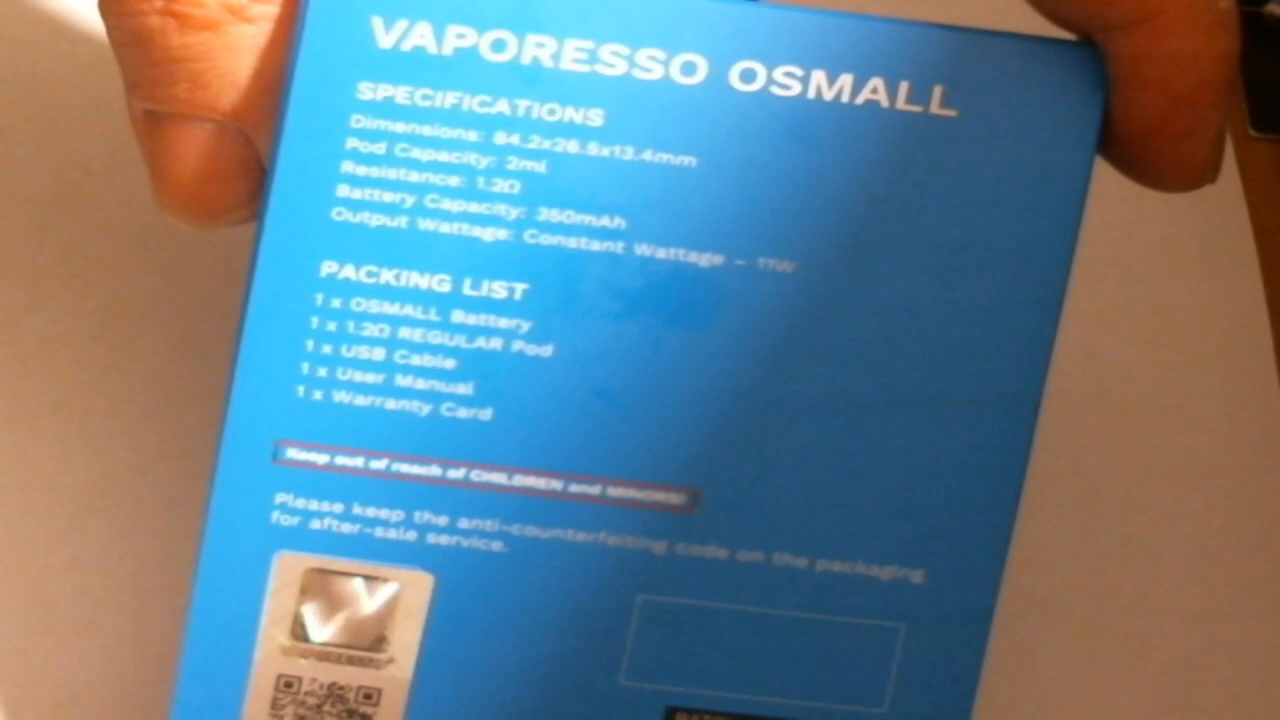 VAPORESSO OSMALL
SPECIFICATIONS
Dimensions: 84.2x26.5x13.4mm
Pod Capacity: 2ml
Resistance: 1.2Ω
Battery Capacity: 350mAh
Output Wattage: Constant Wattage - 11W
PACKING LIST
1 x OSMALL Battery
1 x 1.2Ω REGULAR Pod
1 x USB Cable
1 x User Manual
1 x Warranty Card
Keep out of reach of CHILDREN and MINORS!
Please keep the anti-counterfeiting code on the packaging
for after-sale service.